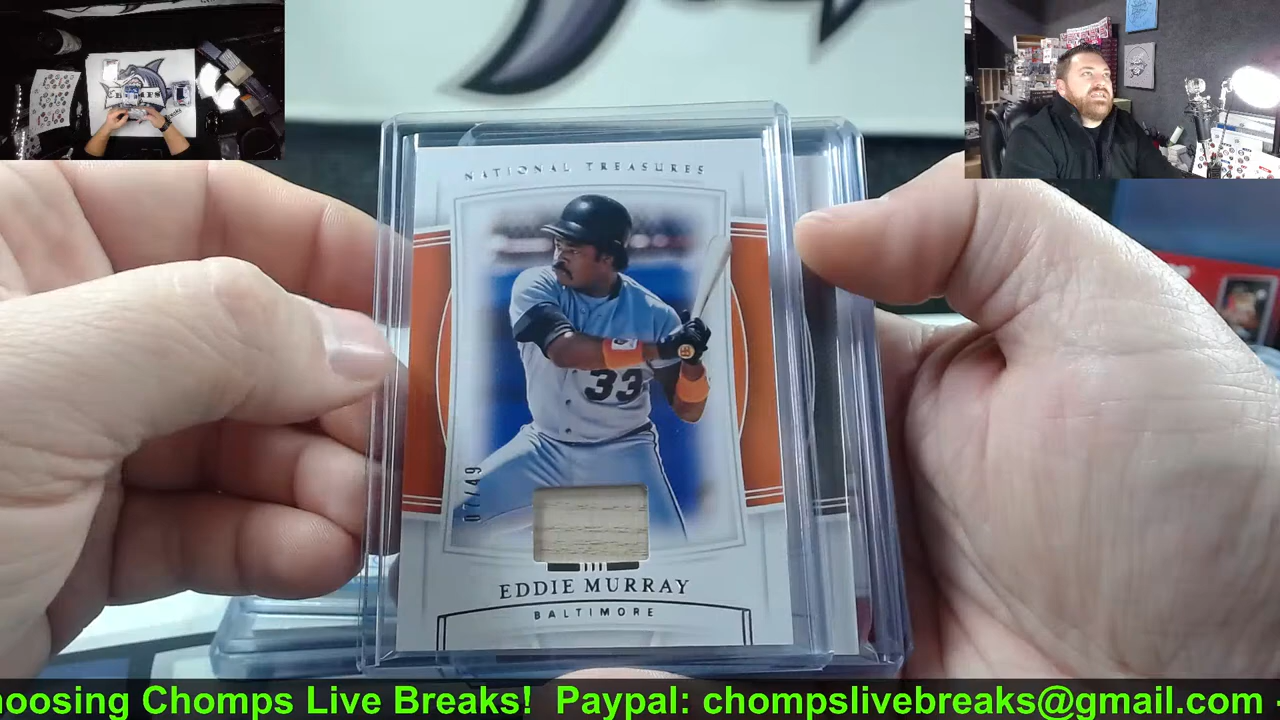 NATIONAL TREASURES
33
07/49
EDDIE MURRAY
BALTIMORE
hoosing Chomps Live Breaks! Paypal: chompslivebreaks@gmail.com